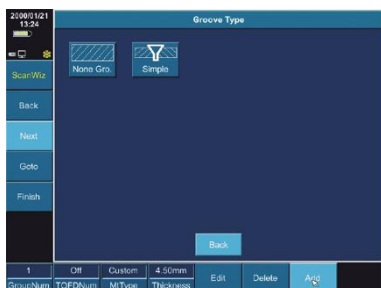 2000/01/21
13:24
Groove Type
ScanWiz
Back
Next
Goto
Finish
None Gro.
Simple
Back
1
Off
Custom
4.50mm
Edit
Delete
Add
GroupNum
TOFDNum
MtType
Thickness